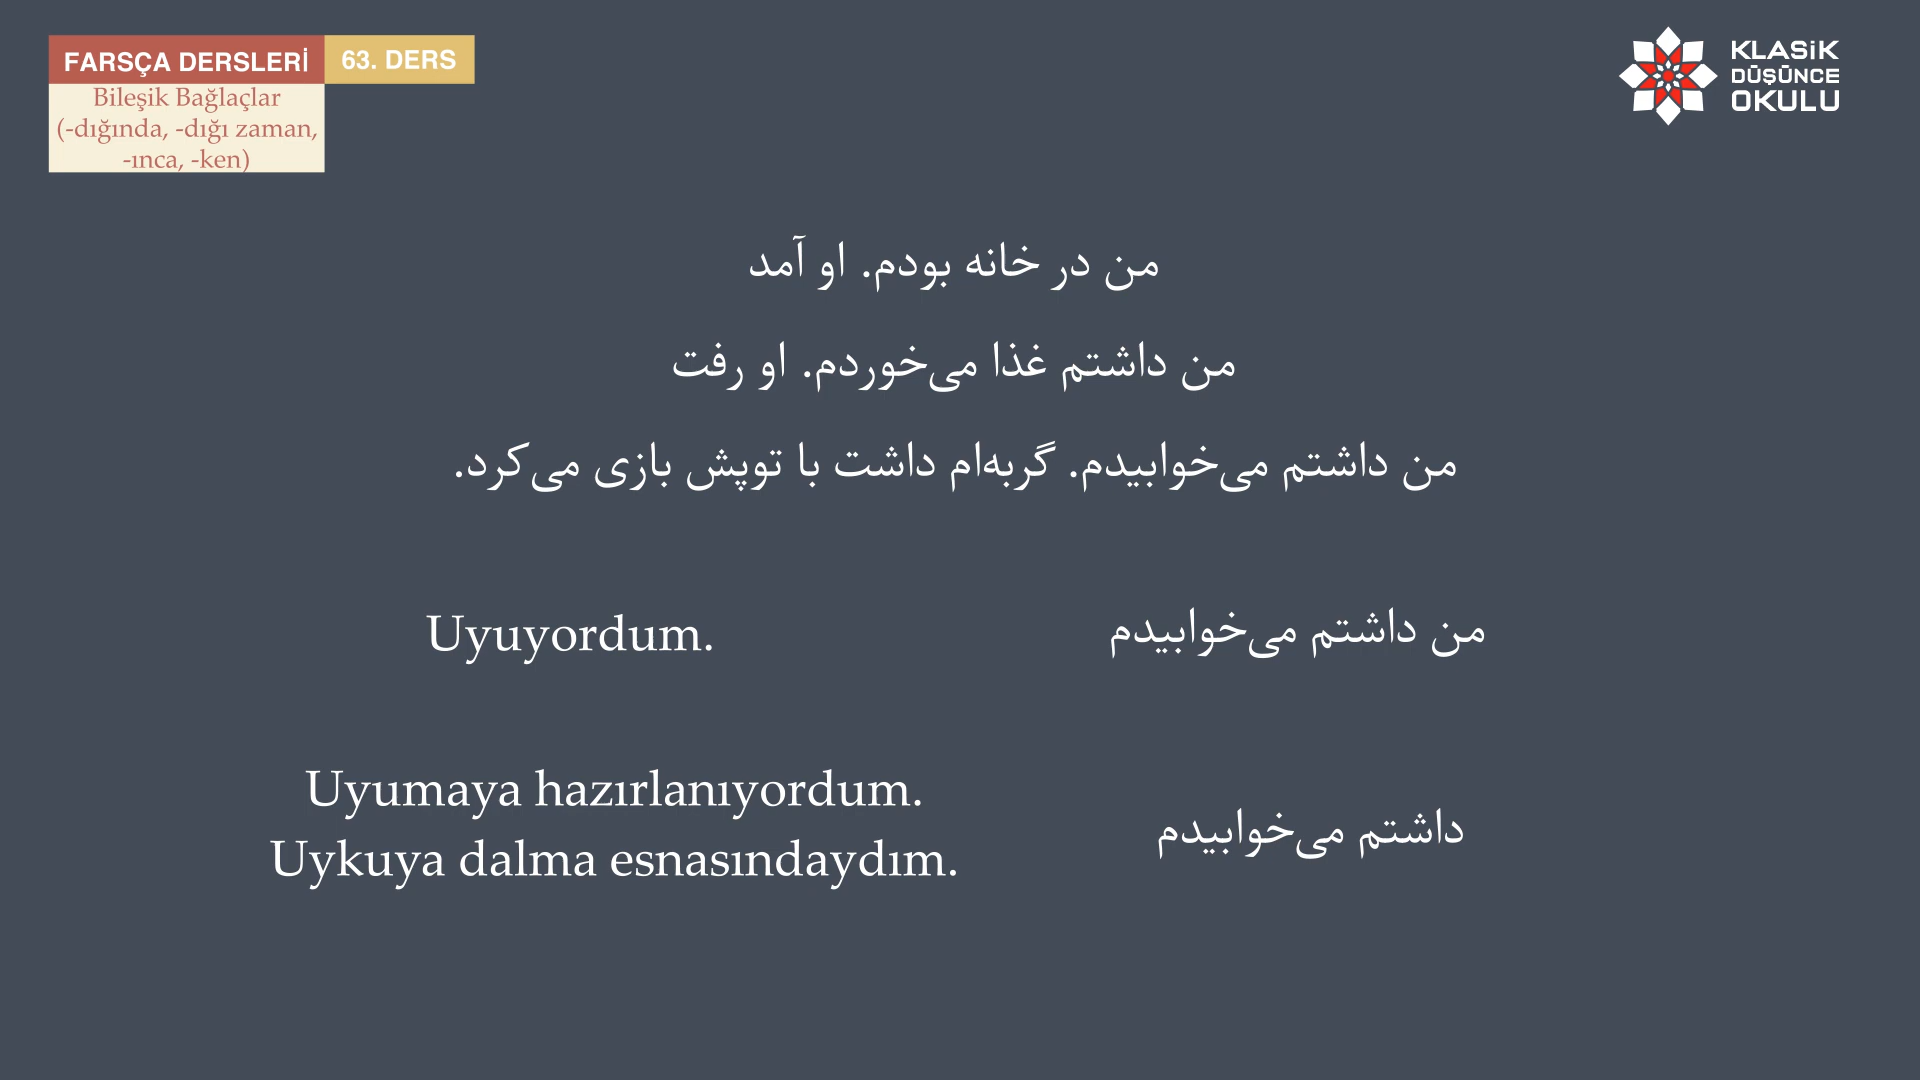 FARSÇA DERSLERİ
63. DERS
Bileşik Bağlaçlar
(-dığında, -dığı zaman,
-ınca, -ken)
KLASiK
DÜŞÜNCE
OKULU
من در خانه بودم. او آمد
من داشتم غذا می‌خوردم. او رفت
من داشتم می‌خوابیدم. گربه‌ام داشت با توپش بازی می‌کرد.
من داشتم می‌خوابیدم
Uyuyordum.
داشتم می‌خوابیدم
Uyumaya hazırlanıyordum.
Uykuya dalma esnasındaydım.